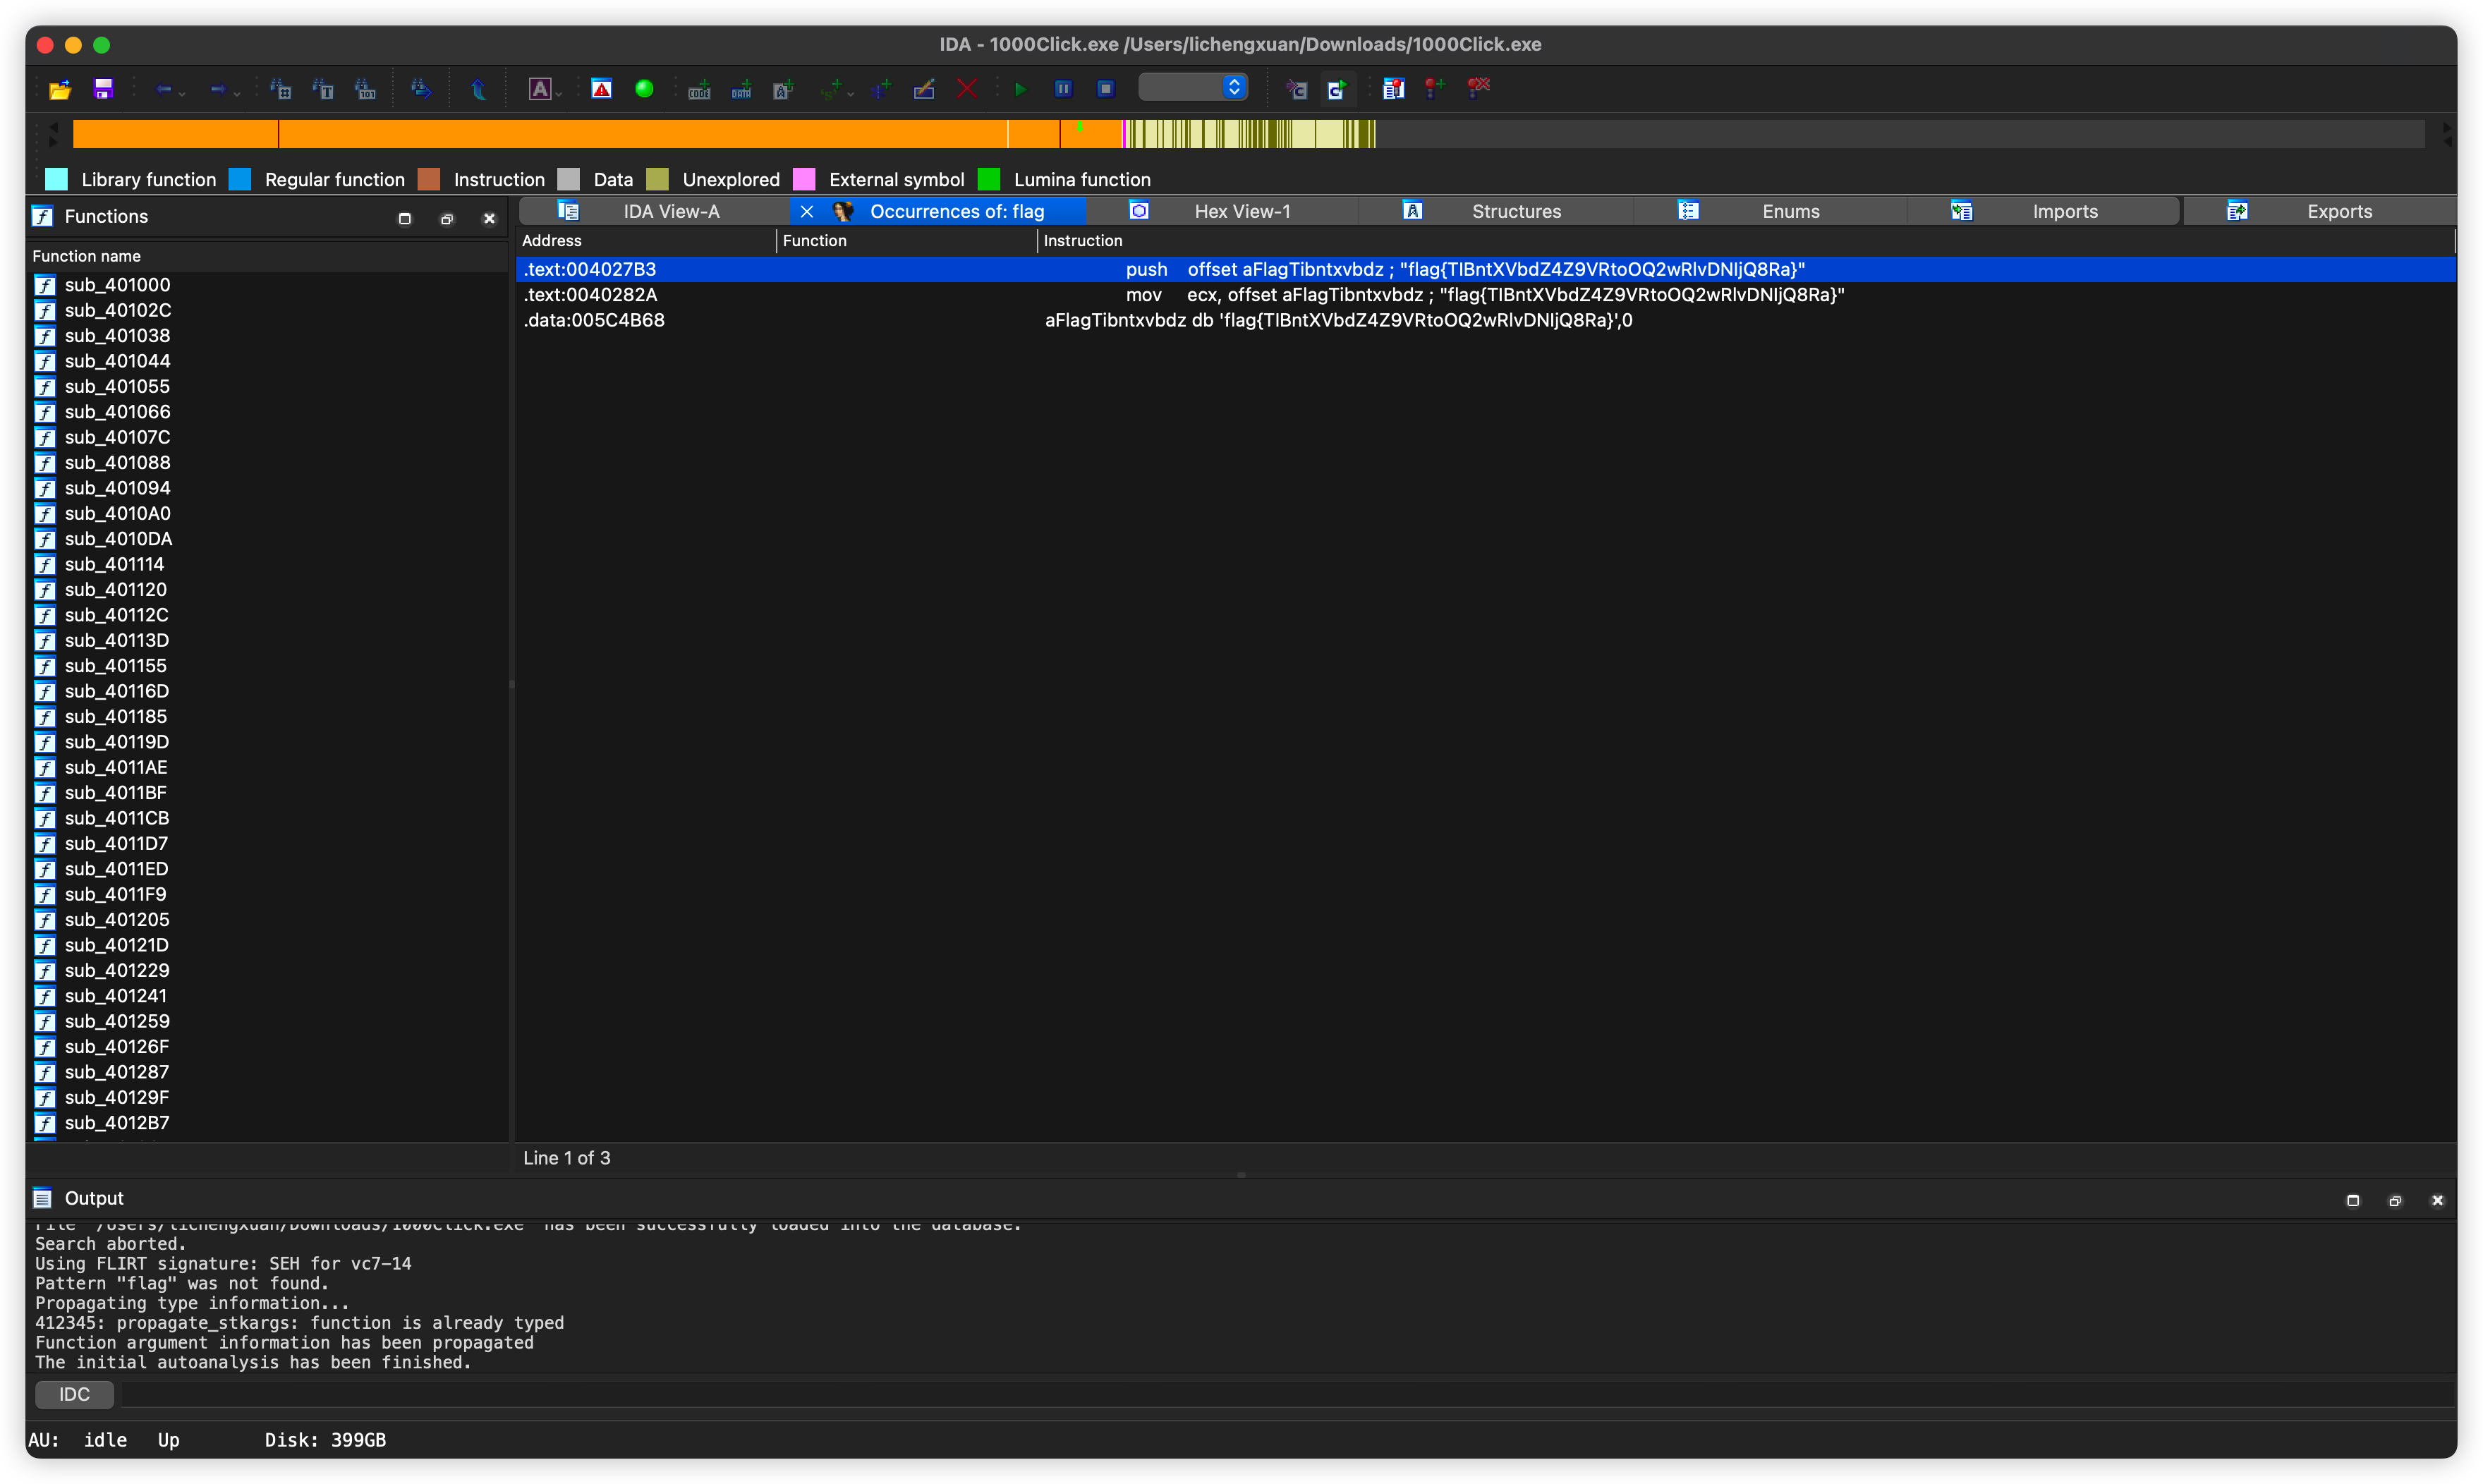 IDA - 1000Click.exe /Users/lichengxuan/Downloads/1000Click.exe
Library function Regular function Instruction Data Unexplored External symbol Lumina function
Functions
IDA View-A Occurrences of: flag Hex View-1 Structures Enums Imports Exports
Function name
Address Function Instruction
.text:004027B3 push offset aFlagTibntxvbdz ; "flag{TIBntXVbdZ4Z9VRtoOQ2wRlvDNIjQ8Ra}"
.text:0040282A mov ecx, offset aFlagTibntxvbdz ; "flag{TIBntXVbdZ4Z9VRtoOQ2wRlvDNIjQ8Ra}"
.data:005C4B68 aFlagTibntxvbdz db 'flag{TIBntXVbdZ4Z9VRtoOQ2wRlvDNIjQ8Ra}',0
sub_401000
sub_40102C
sub_401038
sub_401044
sub_401055
sub_401066
sub_40107C
sub_401088
sub_401094
sub_4010A0
sub_4010DA
sub_401114
sub_401120
sub_40112C
sub_40113D
sub_401155
sub_40116D
sub_401185
sub_40119D
sub_4011AE
sub_4011BF
sub_4011CB
sub_4011D7
sub_4011ED
sub_4011F9
sub_401205
sub_40121D
sub_401229
sub_401241
sub_401259
sub_40126F
sub_401287
sub_40129F
sub_4012B7
Line 1 of 3
Output
File '/Users/lichengxuan/Downloads/1000Click.exe' has been successfully loaded into the database.
Search aborted.
Using FLIRT signature: SEH for vc7-14
Pattern "flag" was not found.
Propagating type information...
412345: propagate_stkargs: function is already typed
Function argument information has been propagated
The initial autoanalysis has been finished.
IDC
AU: idle Up Disk: 399GB